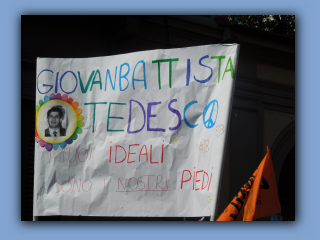 GIOVANBATTISTA
TEDESCO
IDEALI
SONO I NOSTRI PIEDI